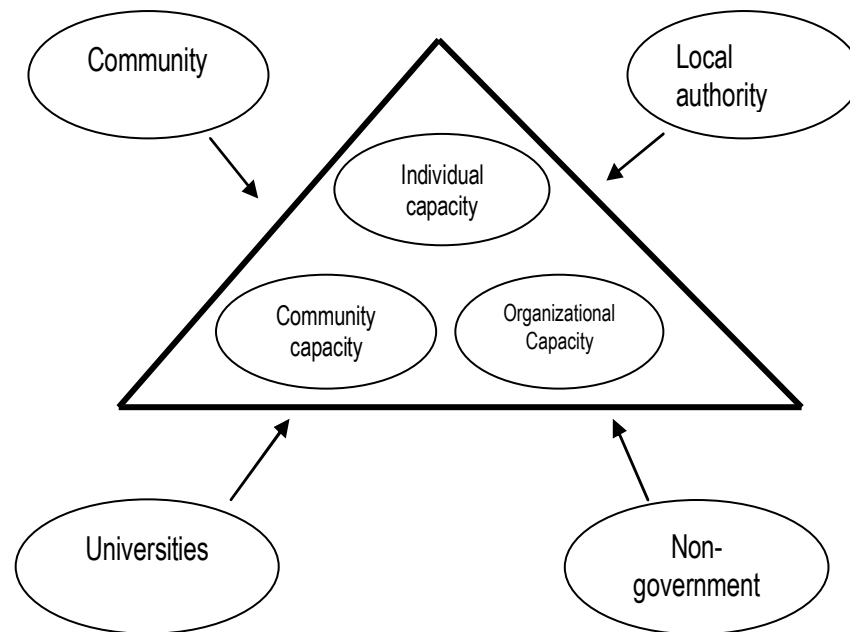 Community
Local
authority
Individual
capacity
Community
capacity
Organizational
Capacity
Universities
Non-
government